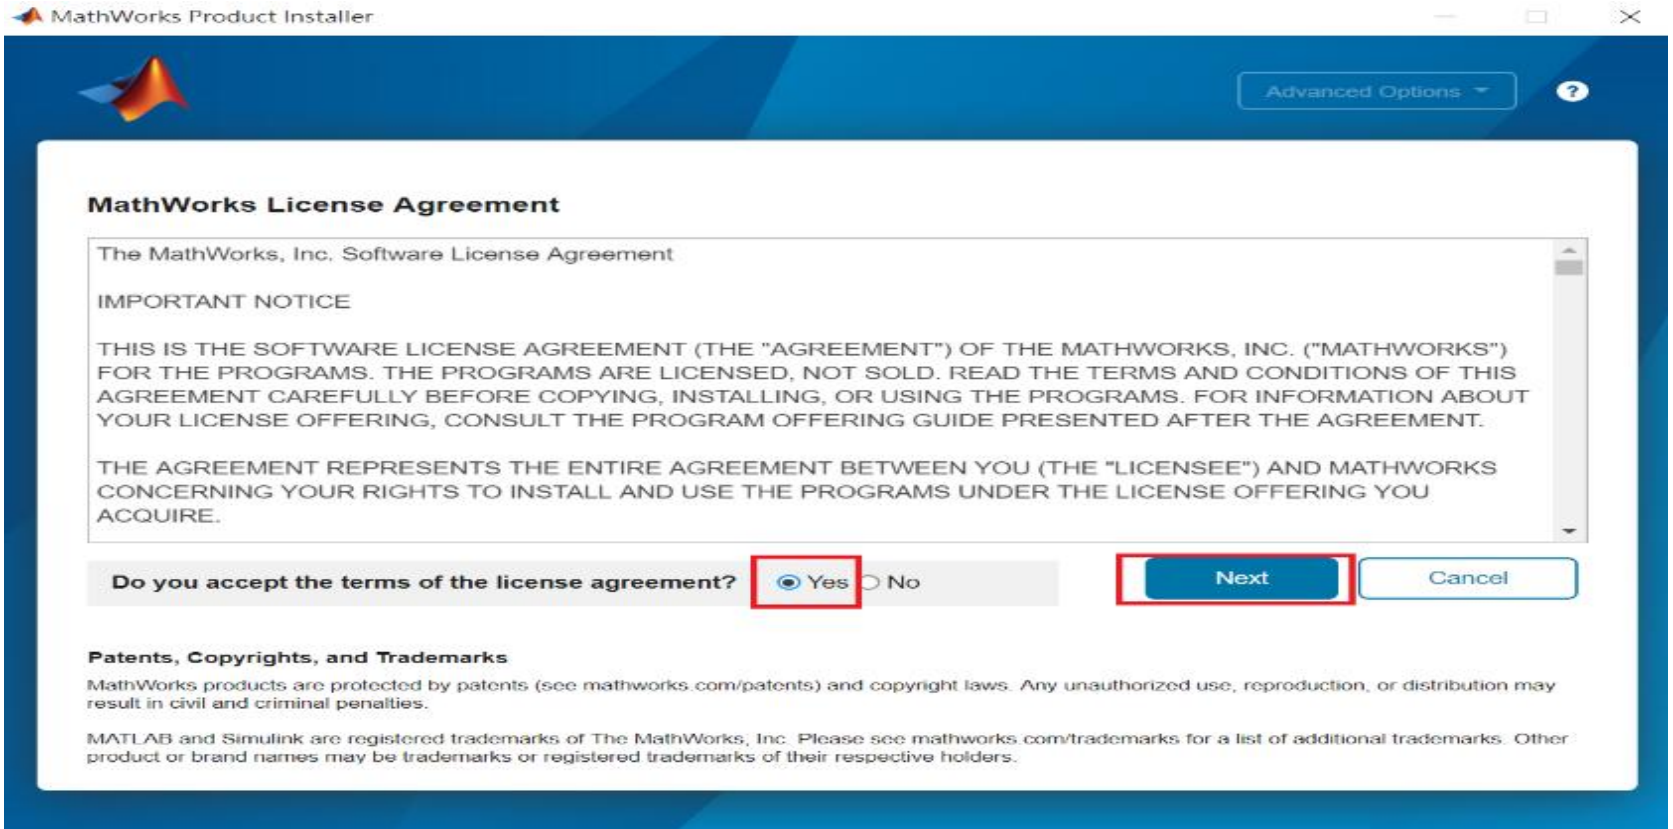 MathWorks Product Installer
Advanced Options
?
MathWorks License Agreement
The MathWorks, Inc. Software License Agreement
IMPORTANT NOTICE
THIS IS THE SOFTWARE LICENSE AGREEMENT (THE "AGREEMENT") OF THE MATHWORKS, INC. ("MATHWORKS")
FOR THE PROGRAMS. THE PROGRAMS ARE LICENSED, NOT SOLD. READ THE TERMS AND CONDITIONS OF THIS
AGREEMENT CAREFULLY BEFORE COPYING, INSTALLING, OR USING THE PROGRAMS. FOR INFORMATION ABOUT
YOUR LICENSE OFFERING, CONSULT THE PROGRAM OFFERING GUIDE PRESENTED AFTER THE AGREEMENT.
THE AGREEMENT REPRESENTS THE ENTIRE AGREEMENT BETWEEN YOU (THE "LICENSEE") AND MATHWORKS
CONCERNING YOUR RIGHTS TO INSTALL AND USE THE PROGRAMS UNDER THE LICENSE OFFERING YOU
ACQUIRE.
Do you accept the terms of the license agreement? Yes No
Next Cancel
Patents, Copyrights, and Trademarks
MathWorks products are protected by patents (see mathworks.com/patents) and copyright laws. Any unauthorized use, reproduction, or distribution may
result in civil and criminal penalties.
MATLAB and Simulink are registered trademarks of The MathWorks, Inc. Please see mathworks.com/trademarks for a list of additional trademarks. Other
product or brand names may be trademarks or registered trademarks of their respective holders.